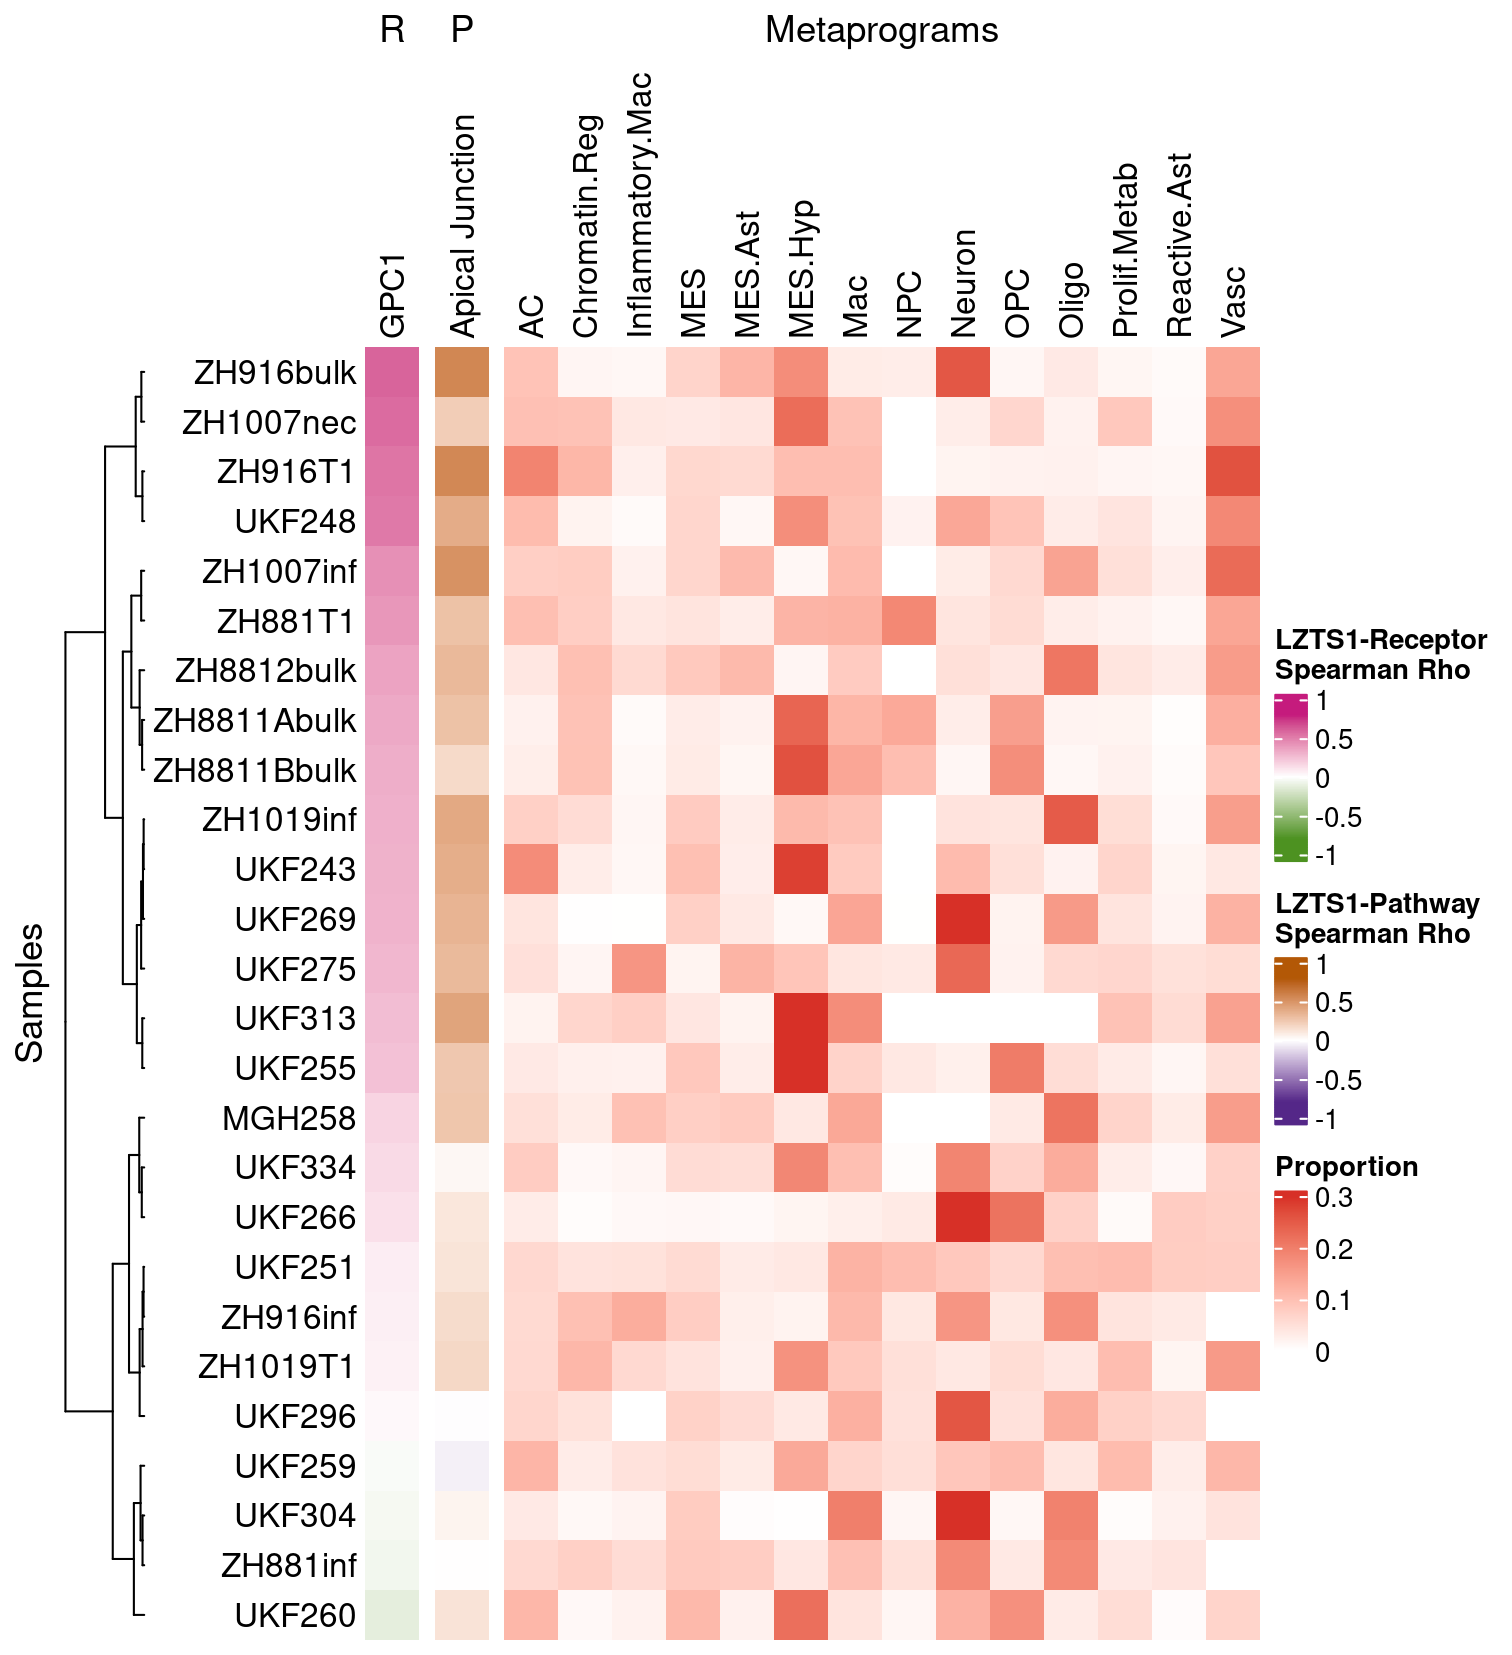 R P Metaprograms
GPC1
Apical Junction
AC
Chromatin.Reg
Inflammatory.Mac
MES
MES.Ast
MES.Hyp
Mac
NPC
Neuron
OPC
Oligo
Prolif.Metab
Reactive.Ast
Vasc
Samples
ZH916bulk
ZH1007nec
ZH916T1
UKF248
ZH1007inf
ZH881T1
ZH8812bulk
ZH8811Abulk
ZH8811Bbulk
ZH1019inf
UKF243
UKF269
UKF275
UKF313
UKF255
MGH258
UKF334
UKF266
UKF251
ZH916inf
ZH1019T1
UKF296
UKF259
UKF304
ZH881inf
UKF260
LZTS1-Receptor
Spearman Rho
1
0.5
0
-0.5
-1
LZTS1-Pathway
Spearman Rho
1
0.5
0
-0.5
-1
Proportion
0.3
0.2
0.1
0